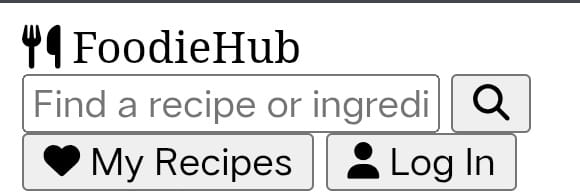 FoodieHub
Find a recipe or ingredi
My Recipes
Log In